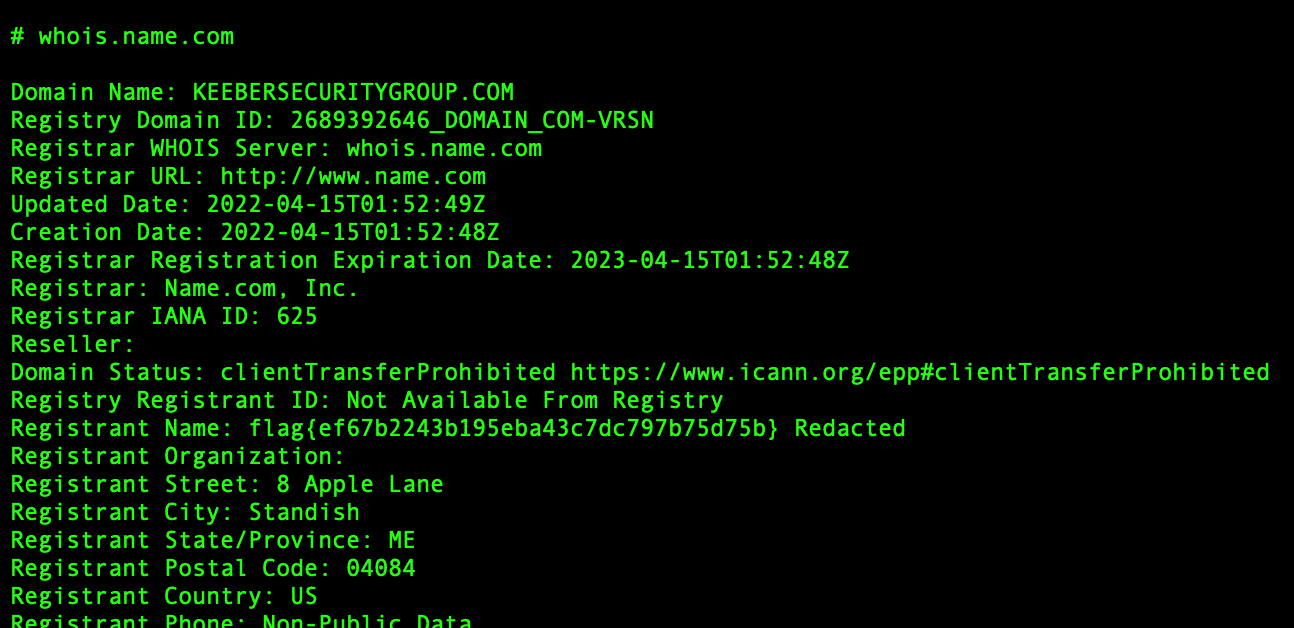 # whois.name.com
Domain Name: KEEBERSECURITYGROUP.COM
Registry Domain ID: 2689392646_DOMAIN_COM-VRSN
Registrar WHOIS Server: whois.name.com
Registrar URL: http://www.name.com
Updated Date: 2022-04-15T01:52:49Z
Creation Date: 2022-04-15T01:52:48Z
Registrar Registration Expiration Date: 2023-04-15T01:52:48Z
Registrar: Name.com, Inc.
Registrar IANA ID: 625
Reseller:
Domain Status: clientTransferProhibited https://www.icann.org/epp#clientTransferProhibited
Registry Registrant ID: Not Available From Registry
Registrant Name: flag{ef67b2243b195eba43c7dc797b75d75b} Redacted
Registrant Organization:
Registrant Street: 8 Apple Lane
Registrant City: Standish
Registrant State/Province: ME
Registrant Postal Code: 04084
Registrant Country: US
Registrant Phone: Non-Public Data